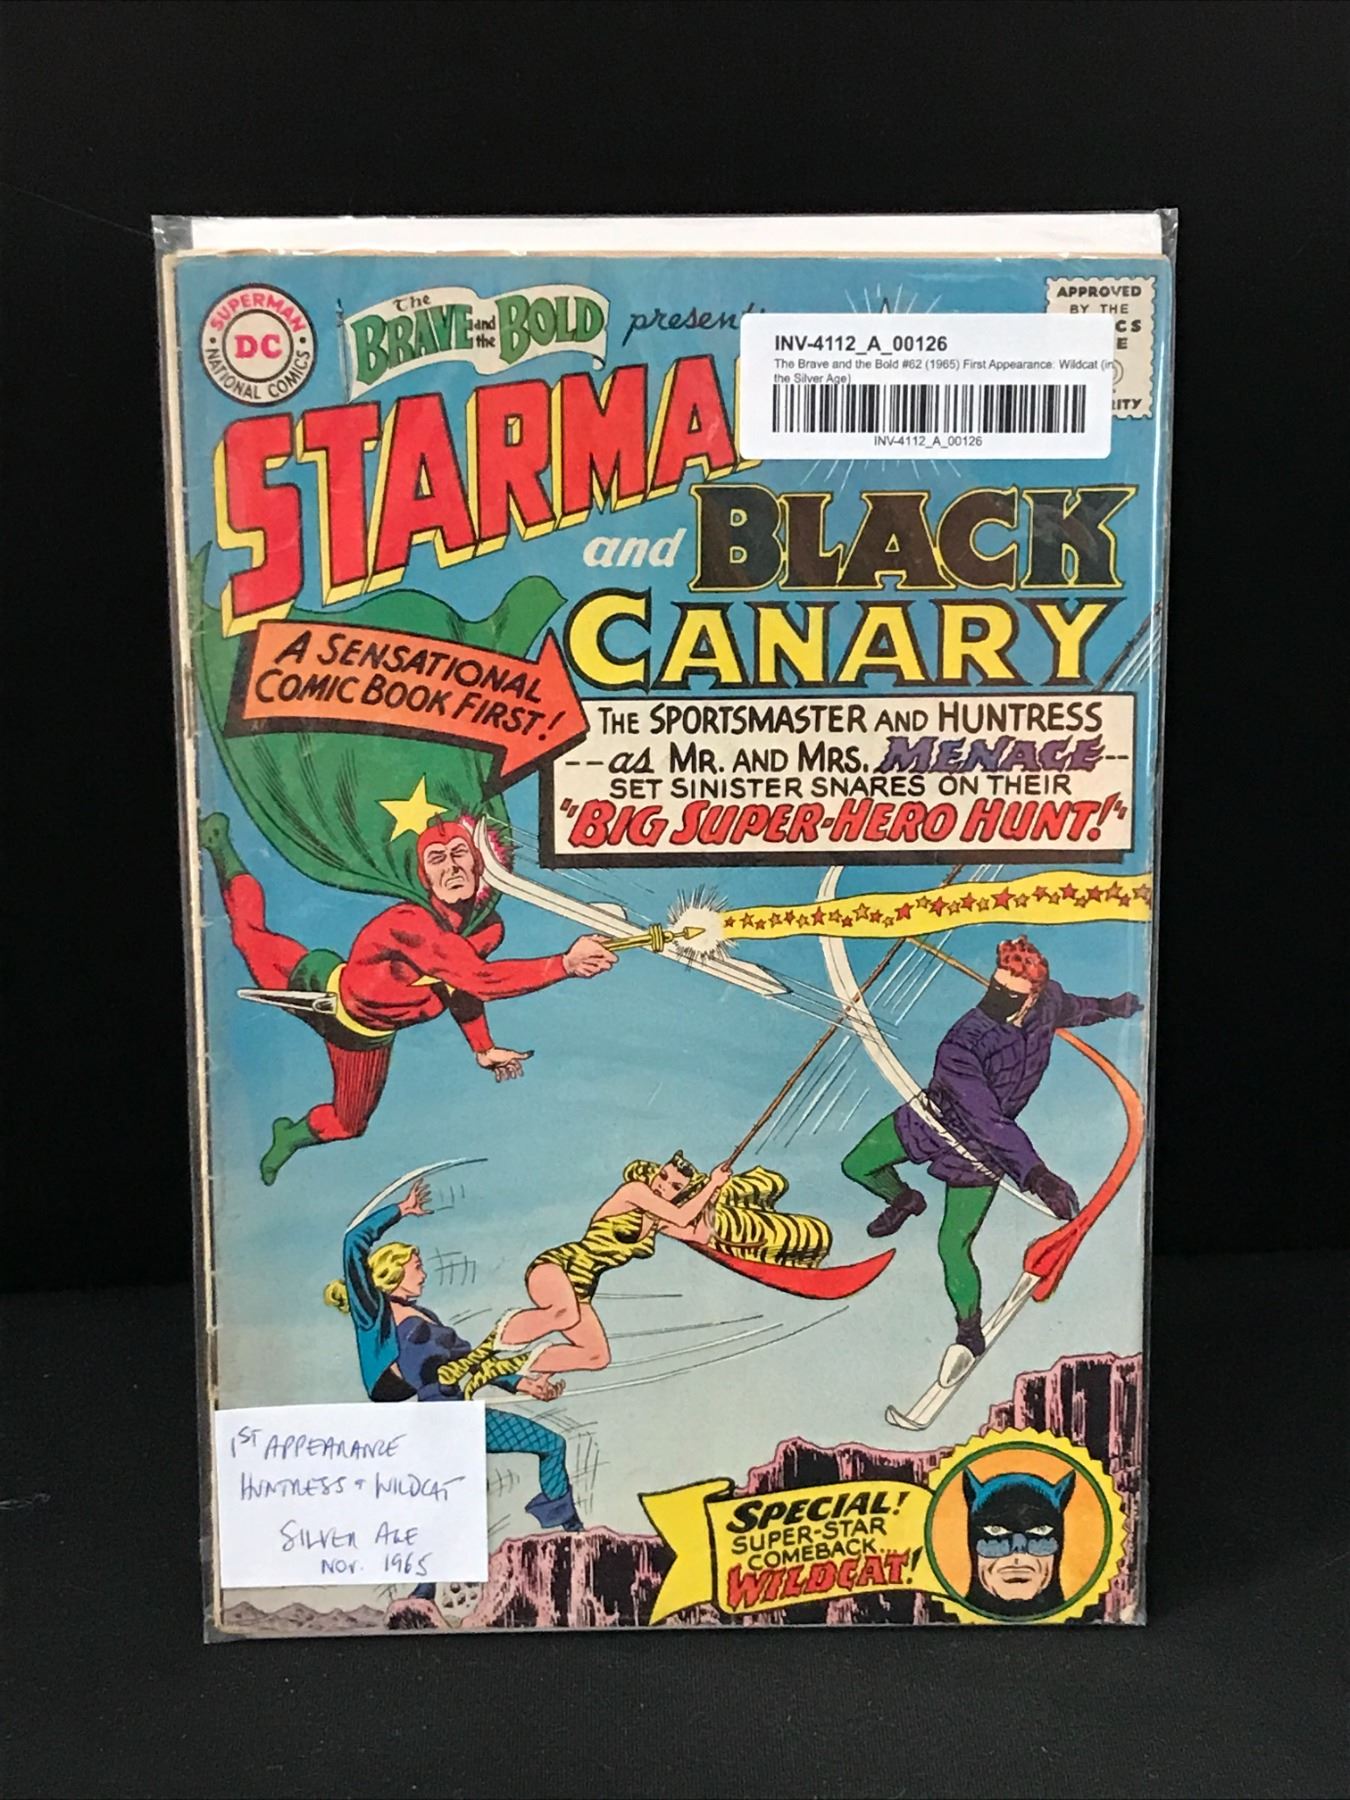 SUPERMAN
DC
NATIONAL COMICS
The
BRAVE and the BOLD
present
STARMA
and BLACK
CANARY
APPROVED
BY THE
CS
E
RITY
INV-4112_A_00126
The Brave and the Bold #62 (1965) First Appearance: Wildcat (in
the Silver Age)
INV-4112_A_00126
A SENSATIONAL
COMIC BOOK FIRST!
THE SPORTSMASTER AND HUNTRESS
--as MR. AND MRS. MENACE--
SET SINISTER SNARES ON THEIR
"BIG SUPER-HERO HUNT!"
1ST APPEARANCE
HUNTRESS & WILDCAT
SILVER AGE
NOV. 1965
SPECIAL!
SUPER-STAR
COMEBACK...
WILDCAT!